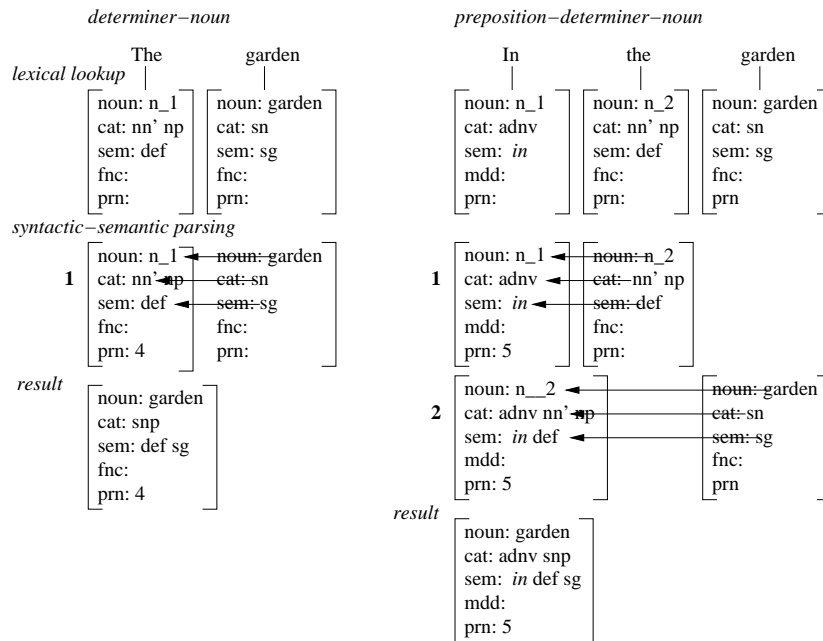 determiner−noun
The garden
lexical lookup
noun: n_1 noun: garden
cat: nn' np cat: sn
sem: def sem: sg
fnc: fnc:
prn: prn:
syntactic−semantic parsing
noun: n_1 noun: garden
1 cat: nn' np cat: sn
sem: def sem: sg
fnc: fnc:
prn: 4 prn:
result
noun: garden
cat: snp
sem: def sg
fnc:
prn: 4
preposition−determiner−noun
In the garden
noun: n_1 noun: n_2 noun: garden
cat: adnv cat: nn' np cat: sn
sem: in sem: def sem: sg
mdd: fnc: fnc:
prn: prn: prn
noun: n_1 noun: n_2
1 cat: adnv cat: nn' np
sem: in sem: def
mdd: fnc:
prn: 5 prn:
noun: n__2 noun: garden
2 cat: adnv nn' np cat: sn
sem: in def sem: sg
mdd: fnc:
prn: 5 prn
result
noun: garden
cat: adnv snp
sem: in def sg
mdd:
prn: 5